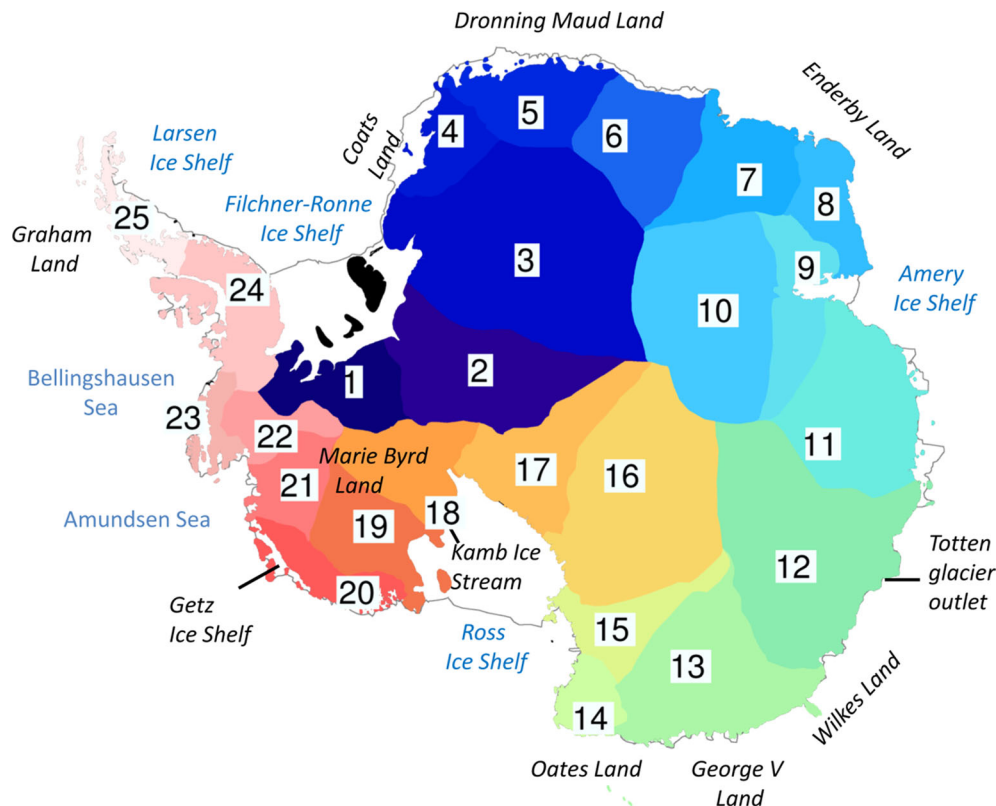 Dronning Maud Land
Enderby Land
Coats
Land
Larsen
Ice Shelf
Filchner-Ronne
Ice Shelf
Graham
Land
Amery
Ice Shelf
Bellingshausen
Sea
Marie Byrd
Land
Amundsen Sea
Kamb Ice
Stream
Getz
Ice Shelf
Ross
Ice Shelf
Totten
glacier
outlet
Wilkes Land
Oates Land
George V
Land
1
2
3
4
5
6
7
8
9
10
11
12
13
14
15
16
17
18
19
20
21
22
23
24
25